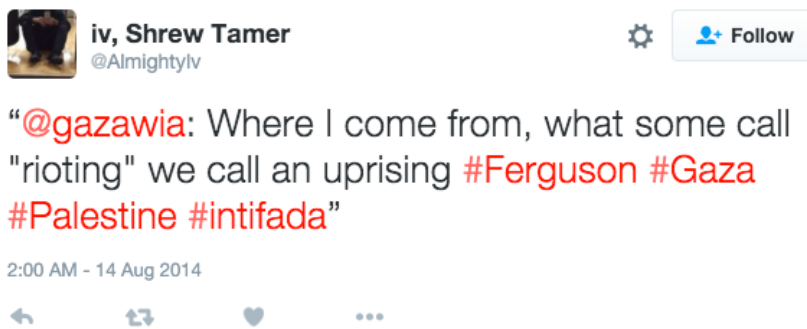 iv, Shrew Tamer
@AlmightyIv
Follow
“@gazawia: Where I come from, what some call
"rioting" we call an uprising #Ferguson #Gaza
#Palestine #intifada”
2:00 AM - 14 Aug 2014